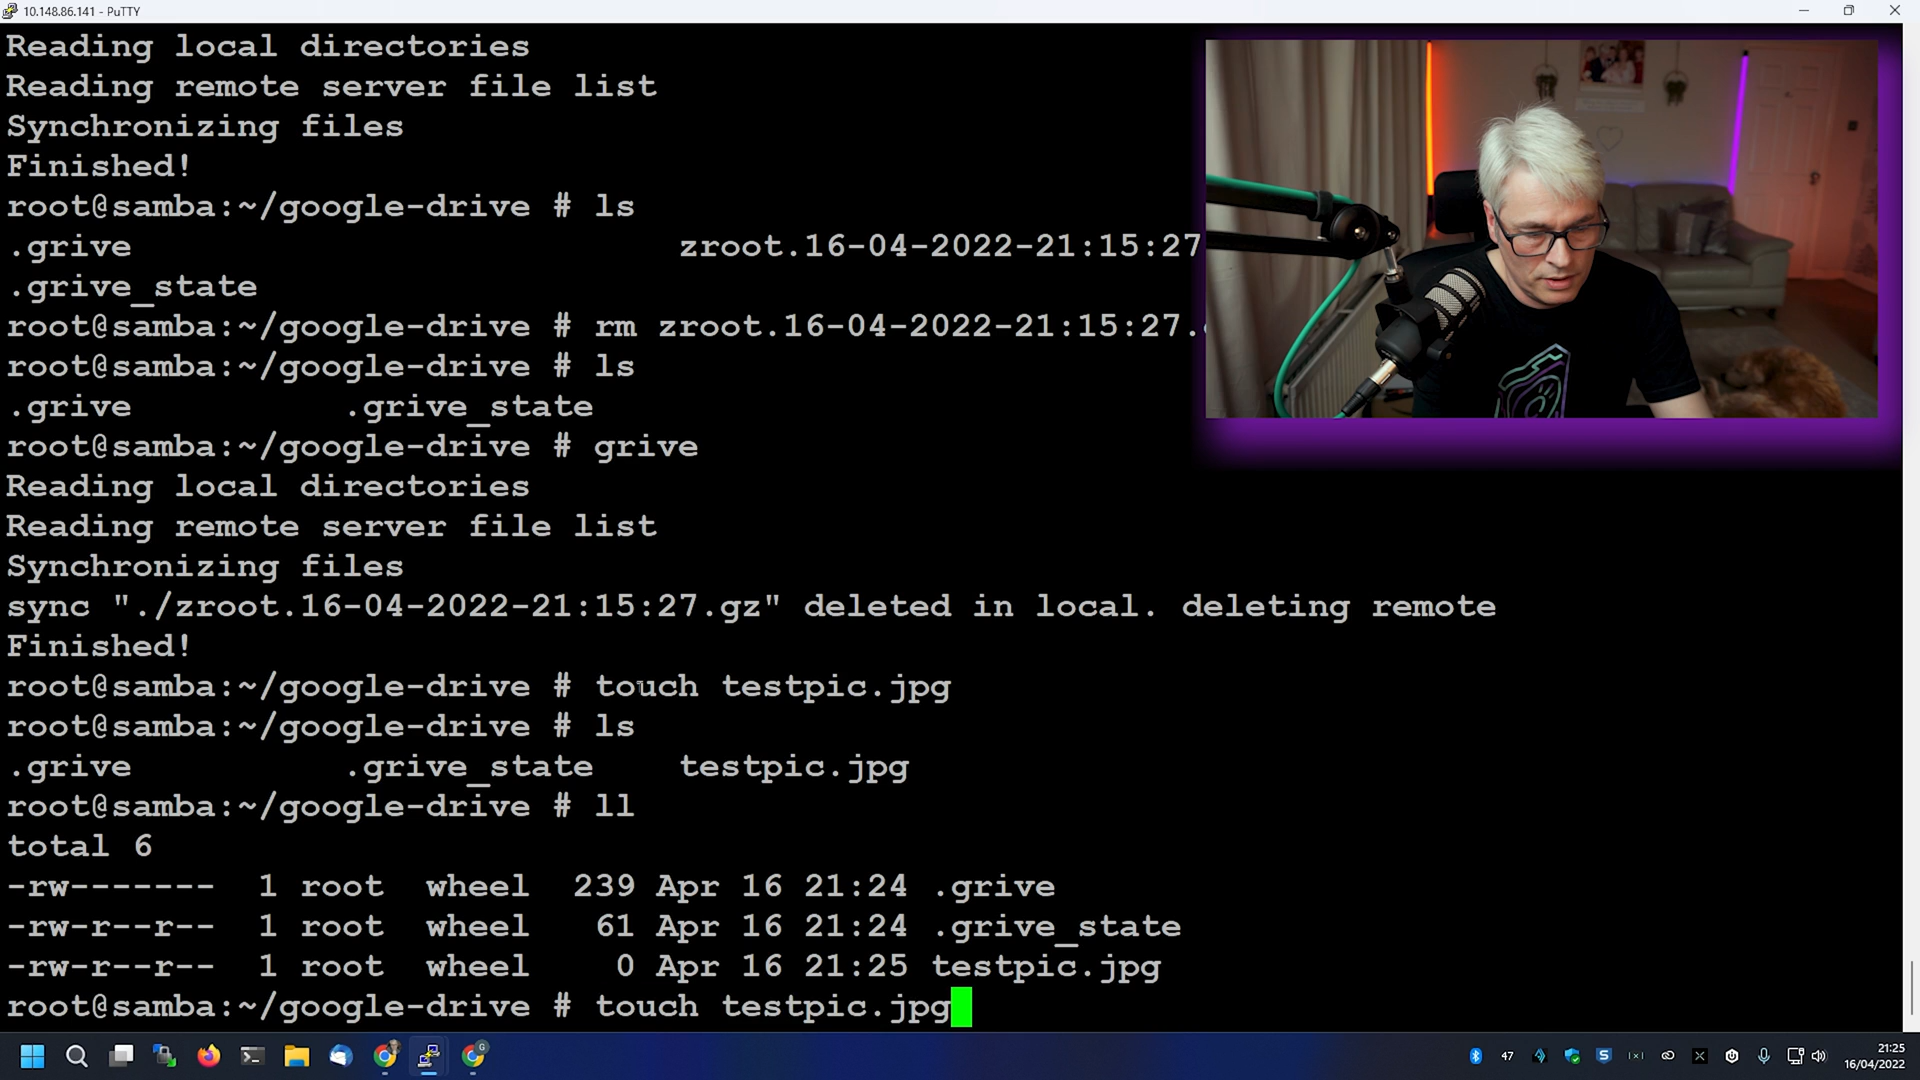 10.148.86.141 - PuTTY
Reading local directories
Reading remote server file list
Synchronizing files
Finished!
root@samba:~/google-drive # ls
.grive zroot.16-04-2022-21:15:27
.grive_state
root@samba:~/google-drive # rm zroot.16-04-2022-21:15:27.
root@samba:~/google-drive # ls
.grive .grive_state
root@samba:~/google-drive # grive
Reading local directories
Reading remote server file list
Synchronizing files
sync "./zroot.16-04-2022-21:15:27.gz" deleted in local. deleting remote
Finished!
root@samba:~/google-drive # touch testpic.jpg
root@samba:~/google-drive # ls
.grive .grive_state testpic.jpg
root@samba:~/google-drive # ll
total 6
-rw------- 1 root wheel 239 Apr 16 21:24 .grive
-rw-r--r-- 1 root wheel 61 Apr 16 21:24 .grive_state
-rw-r--r-- 1 root wheel 0 Apr 16 21:25 testpic.jpg
root@samba:~/google-drive # touch testpic.jpg
47
21:25
16/04/2022